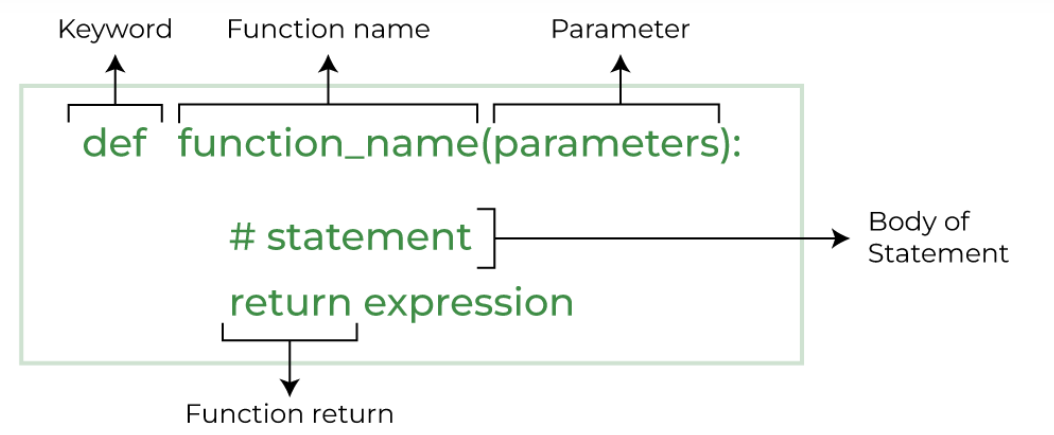 Keyword Function name Parameter
def function_name(parameters):
# statement
Body of
Statement
return expression
Function return